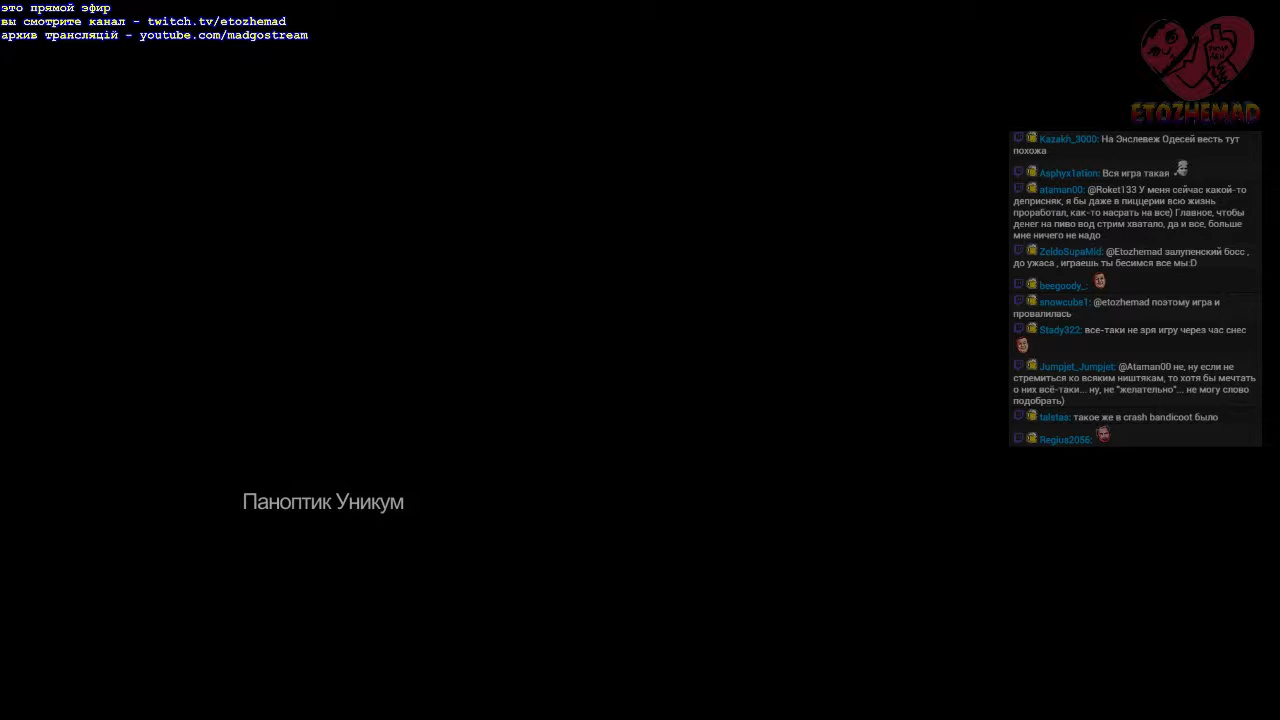 это прямой эфир
вы смотрите канал - twitch.tv/etozhemad
архив трансляцій - youtube.com/madgostream
ETOZHEMAD
Kazakh_3000: На Энслевеж Одесей весть тут
похожа
Asphyx1ation: Вся игра такая
ataman00: @Roket133 У меня сейчас какой-то
деприсняк, я бы даже в пиццерии всю жизнь
проработал, как-то насрать на все) Главное, чтобы
денег на пиво вод стрим хватало, да и все, больше
мне ничего не надо
ZeldoSupaMid: @Etozhemad залупенский босс ,
до ужаса , играешь ты бесимся все мы:D
beegoody_:
snowcube1: @etozhemad поэтому игра и
провалилась
Stady322: все-таки не зря игру через час снес
Jumpjet_Jumpjet: @Ataman00 не, ну если не
стремиться ко всяким ништякам, то хотя бы мечтать
о них всё-таки... ну, не "желательно"... не могу слово
подобрать)
talstas: такое же в crash bandicoot было
Regius2056:
Паноптик Уникум